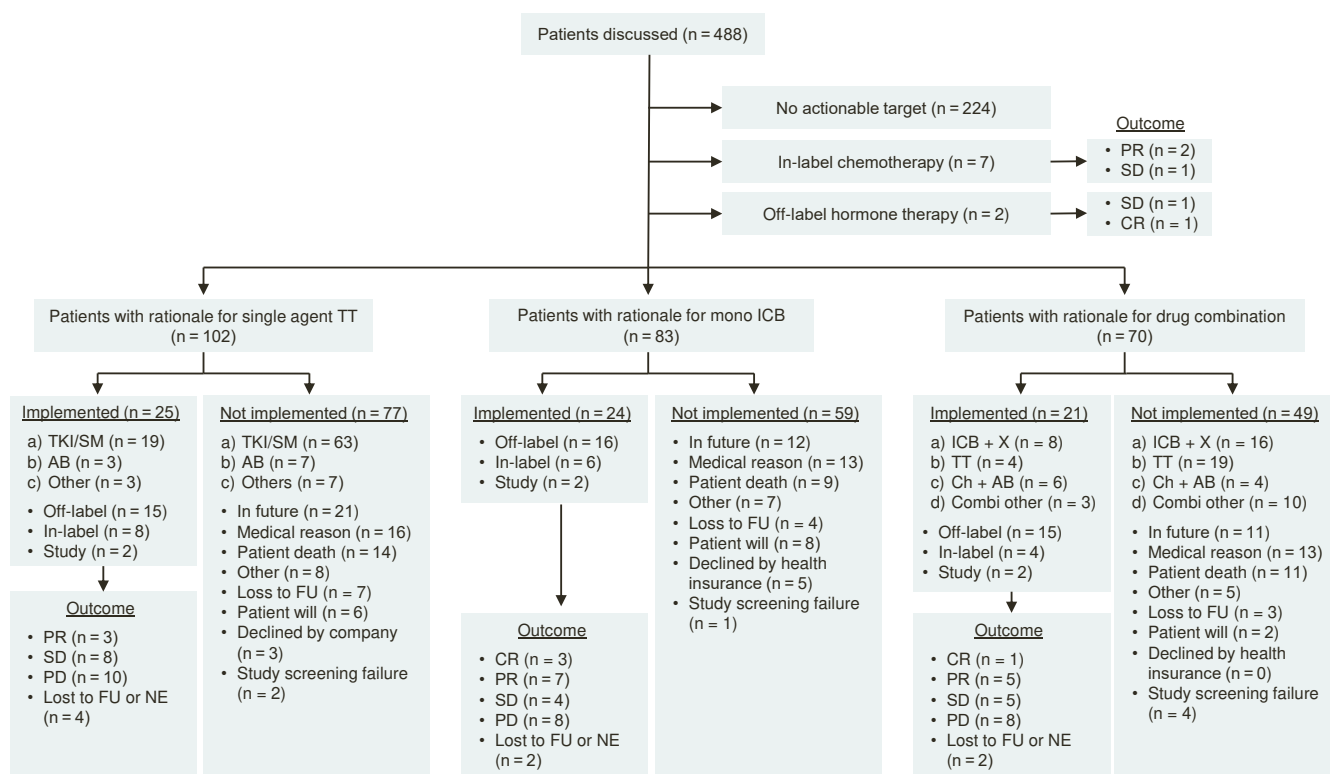 Patients discussed (n = 488)
No actionable target (n = 224)
Outcome
In-label chemotherapy (n = 7)
• PR (n = 2)
• SD (n = 1)
Off-label hormone therapy (n = 2)
• SD (n = 1)
• CR (n = 1)
Patients with rationale for single agent TT
(n = 102)
Patients with rationale for mono ICB
(n = 83)
Patients with rationale for drug combination
(n = 70)
Implemented (n = 25)
a) TKI/SM (n = 19)
b) AB (n = 3)
c) Other (n = 3)
• Off-label (n = 15)
• In-label (n = 8)
• Study (n = 2)
Outcome
• PR (n = 3)
• SD (n = 8)
• PD (n = 10)
• Lost to FU or NE
(n = 4)
Not implemented (n = 77)
a) TKI/SM (n = 63)
b) AB (n = 7)
c) Others (n = 7)
• In future (n = 21)
• Medical reason (n = 16)
• Patient death (n = 14)
• Other (n = 8)
• Loss to FU (n = 7)
• Patient will (n = 6)
• Declined by company
(n = 3)
• Study screening failure
(n = 2)
Implemented (n = 24)
• Off-label (n = 16)
• In-label (n = 6)
• Study (n = 2)
Outcome
• CR (n = 3)
• PR (n = 7)
• SD (n = 4)
• PD (n = 8)
• Lost to FU or NE
(n = 2)
Not implemented (n = 59)
• In future (n = 12)
• Medical reason (n = 13)
• Patient death (n = 9)
• Other (n = 7)
• Loss to FU (n = 4)
• Patient will (n = 8)
• Declined by health
insurance (n = 5)
• Study screening failure
(n = 1)
Implemented (n = 21)
a) ICB + X (n = 8)
b) TT (n = 4)
c) Ch + AB (n = 6)
d) Combi other (n = 3)
• Off-label (n = 15)
• In-label (n = 4)
• Study (n = 2)
Outcome
• CR (n = 1)
• PR (n = 5)
• SD (n = 5)
• PD (n = 8)
• Lost to FU or NE
(n = 2)
Not implemented (n = 49)
a) ICB + X (n = 16)
b) TT (n = 19)
c) Ch + AB (n = 4)
d) Combi other (n = 10)
• In future (n = 11)
• Medical reason (n = 13)
• Patient death (n = 11)
• Other (n = 5)
• Loss to FU (n = 3)
• Patient will (n = 2)
• Declined by health
insurance (n = 0)
• Study screening failure
(n = 4)